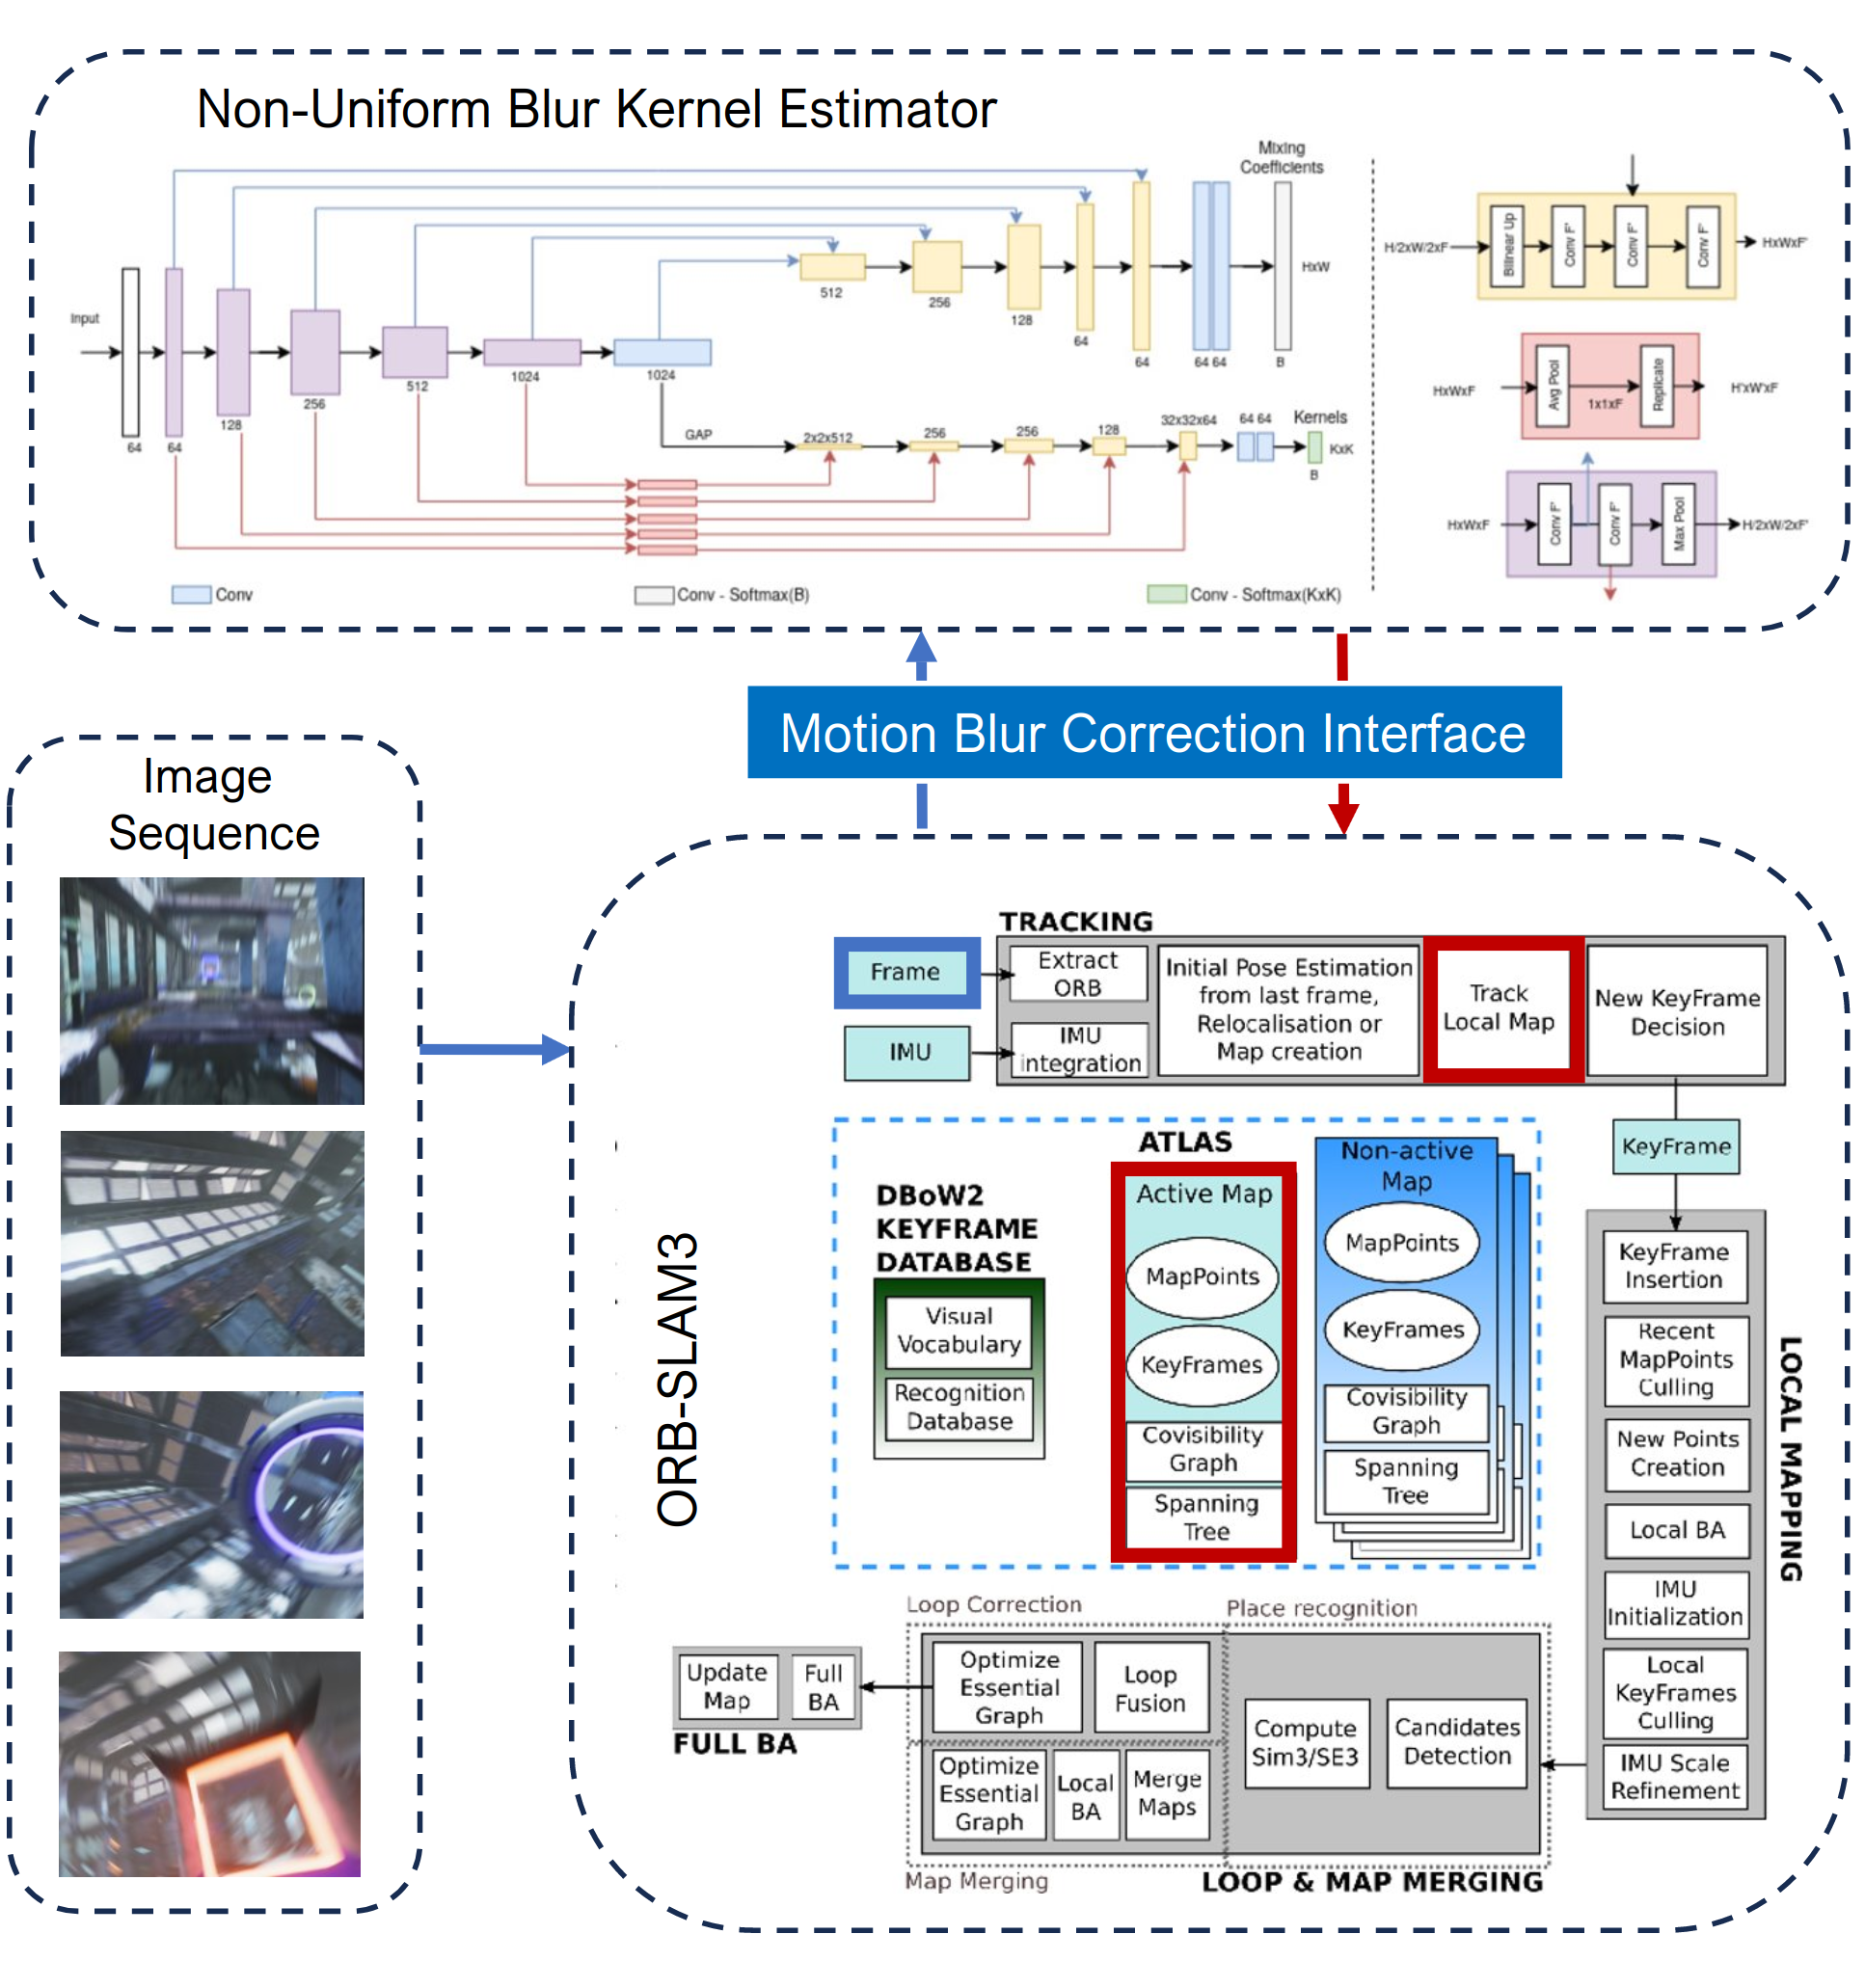 Non-Uniform Blur Kernel Estimator
Mixing
Coefficients
Input
64
64
128
256
512
1024
1024
512
256
128
64
64
64 64
B
HxW
GAP
2x2x512
256
256
128
32x32x64
64 64
Kernels
KxK
B
Conv
Conv - Softmax(B)
Conv - Softmax(KxK)
H/2xW/2xF
Bilinear Up
Conv F'
Conv F'
Conv F'
HxWxF'
HxWxF
Avg Pool
1x1xF
Replicate
H'xW'xF
HxWxF
Conv F'
Conv F'
Max Pool
H/2xW/2xF'
Motion Blur Correction Interface
Image
Sequence
ORB-SLAM3
TRACKING
Frame
IMU
Extract
ORB
IMU
integration
Initial Pose Estimation
from last frame,
Relocalisation or
Map creation
Track
Local Map
New KeyFrame
Decision
KeyFrame
ATLAS
DBoW2
KEYFRAME
DATABASE
Visual
Vocabulary
Recognition
Database
Active Map
MapPoints
KeyFrames
Covisibility
Graph
Spanning
Tree
Non-active
Map
MapPoints
KeyFrames
Covisibility
Graph
Spanning
Tree
KeyFrame
Insertion
Recent
MapPoints
Culling
New Points
Creation
Local BA
IMU
Initialization
Local
KeyFrames
Culling
IMU Scale
Refinement
LOCAL MAPPING
Loop Correction
Place recognition
Optimize
Essential
Graph
Loop
Fusion
Compute
Sim3/SE3
Candidates
Detection
Update
Map
Full
BA
FULL BA
Optimize
Essential
Graph
Local
BA
Merge
Maps
Map Merging
LOOP & MAP MERGING